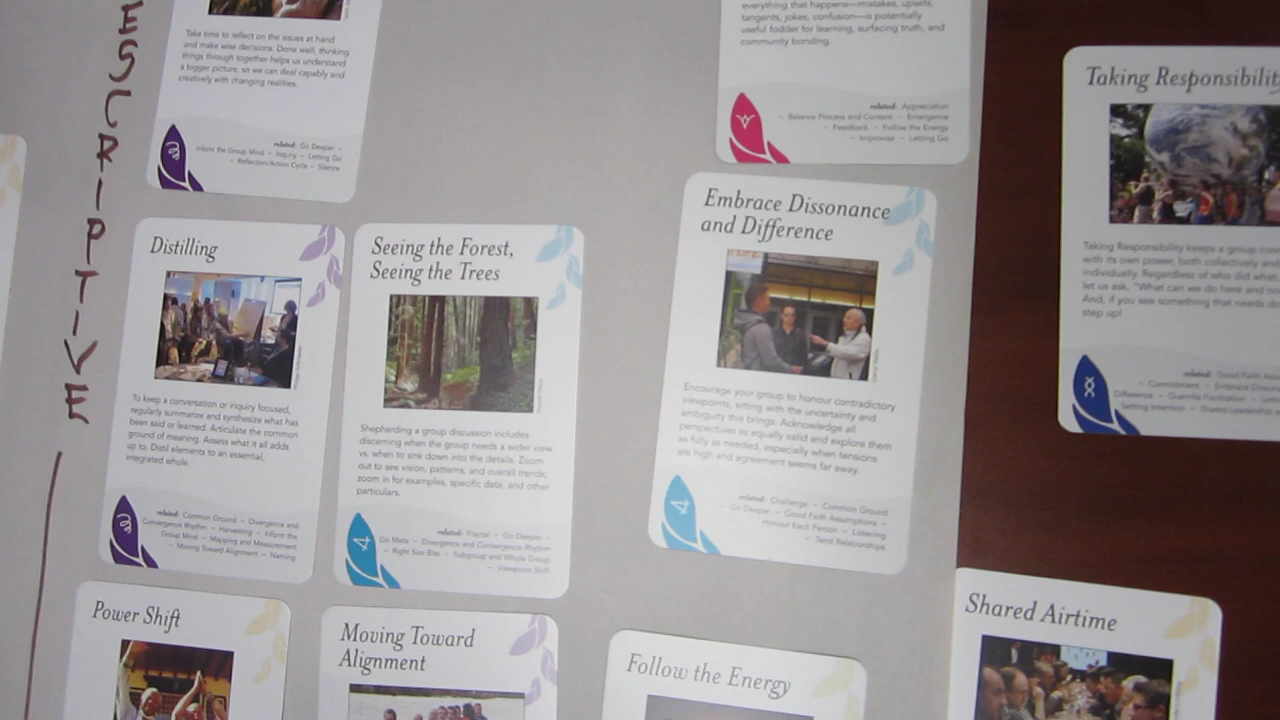 ESCRIPTIVE
Take time to reflect on the issues at hand
and make wise decisions. Done well, thinking
things through together helps us understand
a bigger picture, so we can deal capably and
creatively with changing realities.
related: Go Deeper ~
Inform the Group Mind ~ Inquiry ~ Letting Go
~ Reflection/Action Cycle ~ Silence
everything that happens—mistakes, upsets,
tangents, jokes, confusion—is potentially
useful fodder for learning, surfacing truth, and
community bonding.
related: Appreciation
~ Balance Process and Content ~ Emergence
~ Feedback ~ Follow the Energy
~ Improvise ~ Letting Go
Taking Responsibility
Taking Responsibility keeps a group
with its own power, both collectively
individually. Regardless of who did what
let us ask, "What can we do here and
And, if you see something that needs
step up!
related: Good Faith
~ Commitment ~ Embrace
Difference ~ Guerrilla Facilitation ~
Setting Intention ~ Shared Leadership
Distilling
To keep a conversation or inquiry focused,
regularly summarize and synthesize what has
been said or learned. Articulate the common
ground of meaning. Assess what it all adds
up to. Distil elements to an essential,
integrated whole.
related: Common Ground ~ Divergence and
Convergence Rhythm ~ Harvesting ~ Inform the
Group Mind ~ Mapping and Measurement
~ Moving Toward Alignment ~ Naming
Seeing the Forest,
Seeing the Trees
Shepherding a group discussion includes
discerning when the group needs a wider view
vs. when to sink down into the details. Zoom
out to see vision, patterns, and overall trends;
zoom in for examples, specific data, and other
particulars.
related: Fractal ~ Go Deeper ~
Go Meta ~ Divergence and Convergence Rhythm
~ Right Size Bite ~ Subgroup and Whole Group
~ Viewpoint Shift
Embrace Dissonance
and Difference
Encourage your group to honour contradictory
viewpoints, sitting with the uncertainty and
ambiguity this brings. Acknowledge all
perspectives as equally valid and explore them
as fully as needed, especially when tensions
are high and agreement seems far away.
related: Challenge ~ Common Ground
~ Go Deeper ~ Good Faith Assumptions ~
Honour Each Person ~ Listening
~ Tend Relationships
Power Shift
Moving Toward
Alignment
Follow the Energy
Shared Airtime